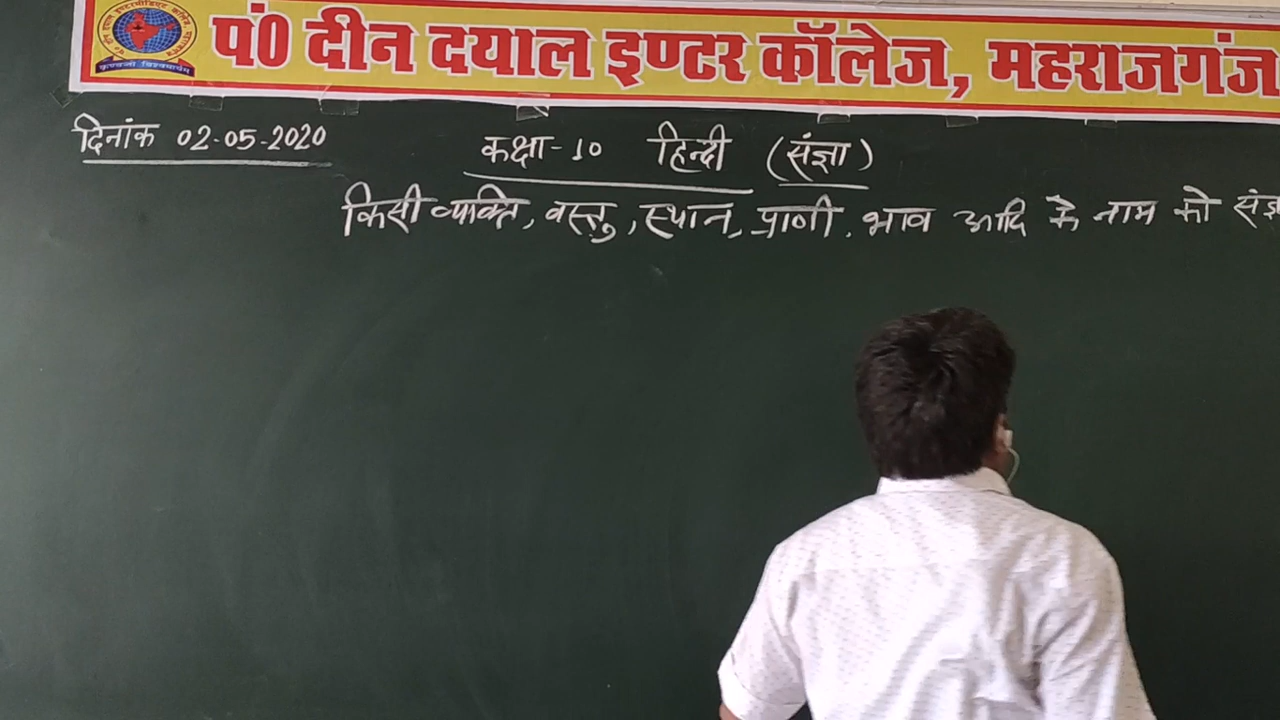 पं0 दीन दयाल इण्टर कॉलेज, महराजगंज
दिनांक 02-05-2020
कक्षा-10 हिन्दी (संज्ञा)
किसी व्यक्ति, वस्तु, स्थान, प्राणी, भाव आदि के नाम को